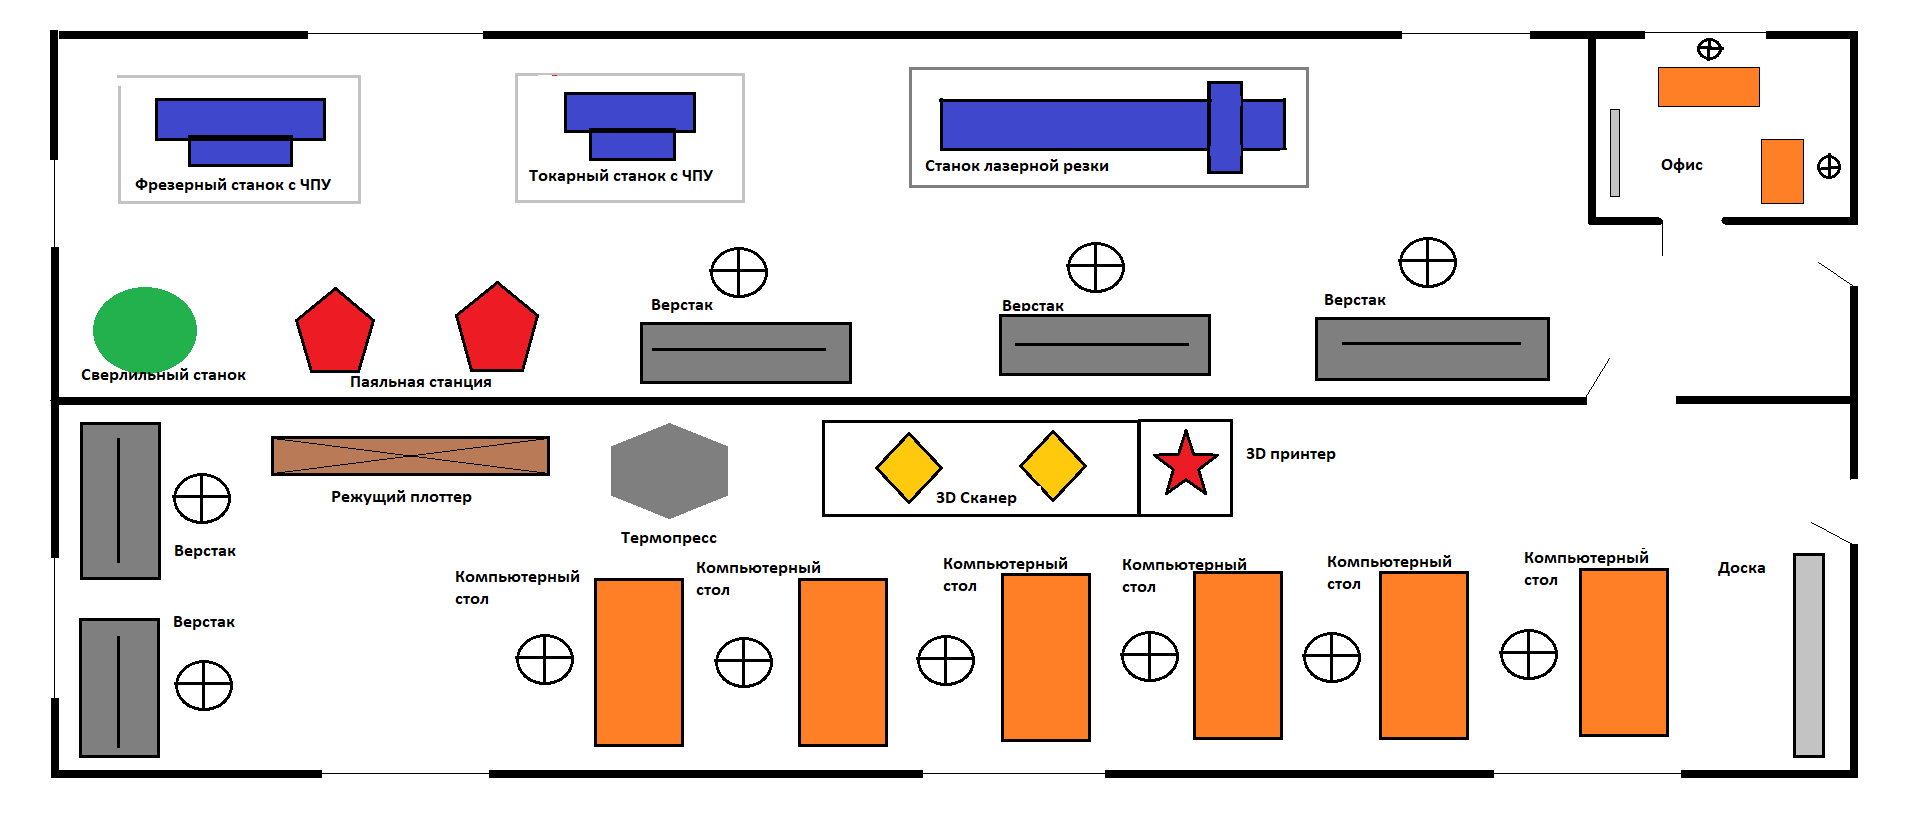 Фрезерный станок с ЧПУ
Токарный станок с ЧПУ
Станок лазерной резки
Офис
Верстак
Верстак
Верстак
Сверлильный станок
Паяльная станция
Режущий плоттер
Термопресс
3D Сканер
3D принтер
Верстак
Верстак
Компьютерный
стол
Компьютерный
стол
Компьютерный
стол
Компьютерный
стол
Компьютерный
стол
Компьютерный
стол
Доска